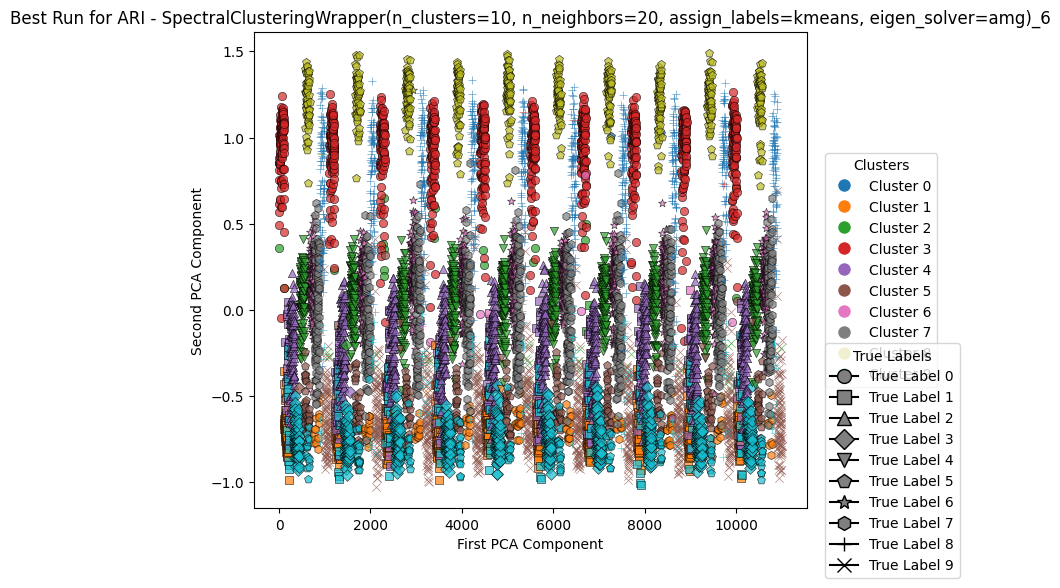 Best Run for ARI - SpectralClusteringWrapper(n_clusters=10, n_neighbors=20, assign_labels=kmeans, eigen_solver=amg)_6
1.5
1.0
0.5
0.0
−0.5
−1.0
Second PCA Component
0
2000
4000
6000
8000
10000
First PCA Component
Clusters
Cluster 0
Cluster 1
Cluster 2
Cluster 3
Cluster 4
Cluster 5
Cluster 6
Cluster 7
True Labels
True Label 0
True Label 1
True Label 2
True Label 3
True Label 4
True Label 5
True Label 6
True Label 7
True Label 8
True Label 9